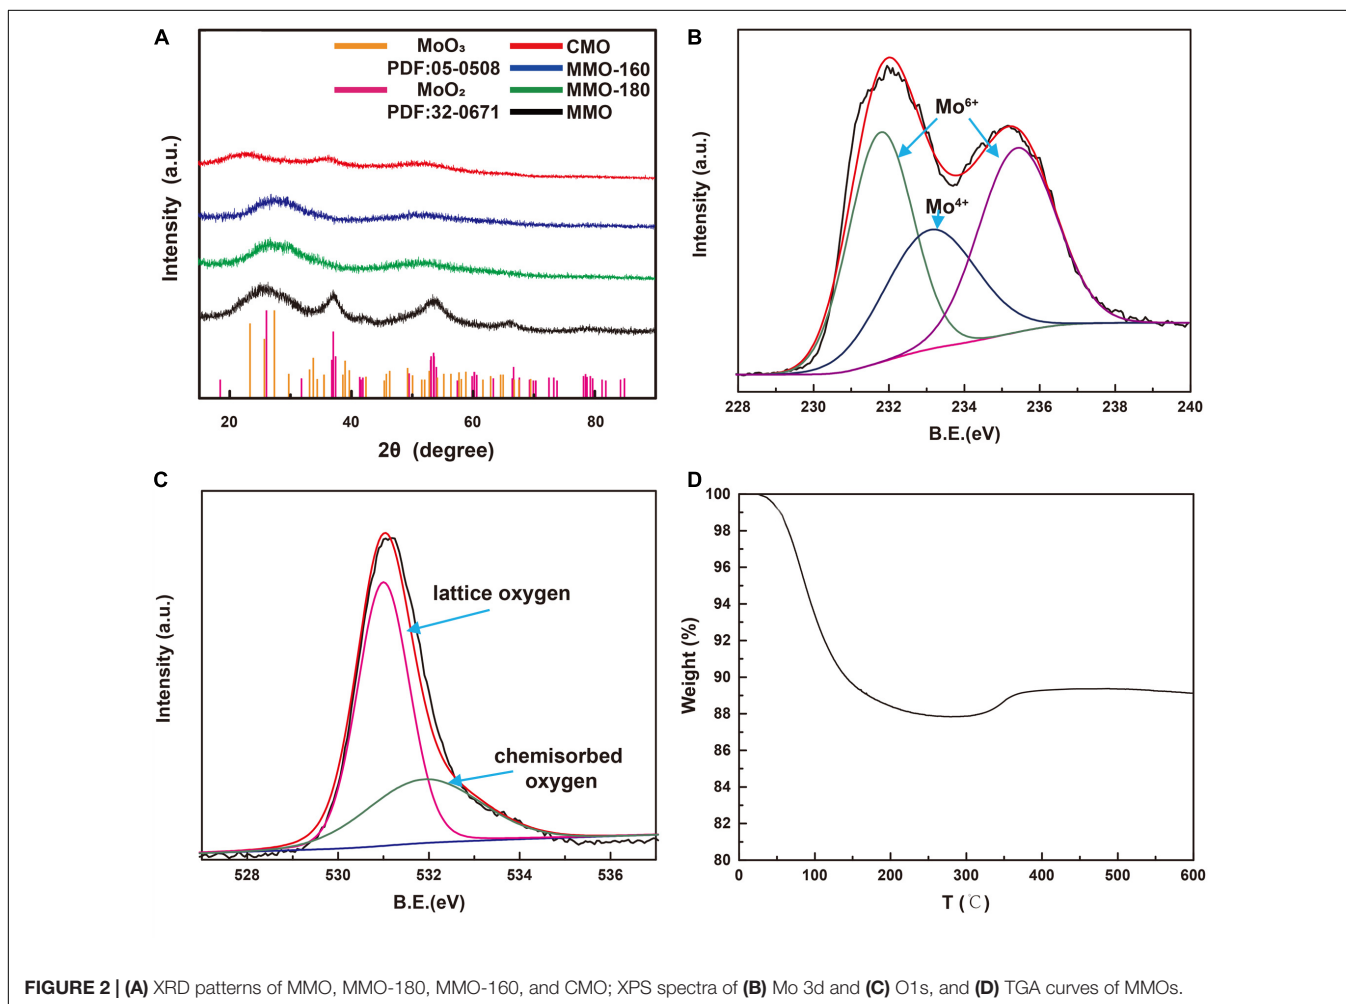 A
MoO₃
PDF:05-0508
MoO₂
PDF:32-0671
CMO
MMO-160
MMO-180
MMO
Intensity (a.u.)
20
40
60
80
2θ (degree)
B
Mo⁶⁺
Mo⁴⁺
Intensity (a.u.)
228
230
232
234
236
238
240
B.E.(eV)
C
lattice oxygen
chemisorbed
oxygen
Intensity (a.u.)
528
530
532
534
536
B.E.(eV)
D
100
98
96
94
92
90
88
86
84
82
80
Weight (%)
0
100
200
300
400
500
600
T (℃)
FIGURE 2 | (A) XRD patterns of MMO, MMO-180, MMO-160, and CMO; XPS spectra of (B) Mo 3d and (C) O1s, and (D) TGA curves of MMOs.